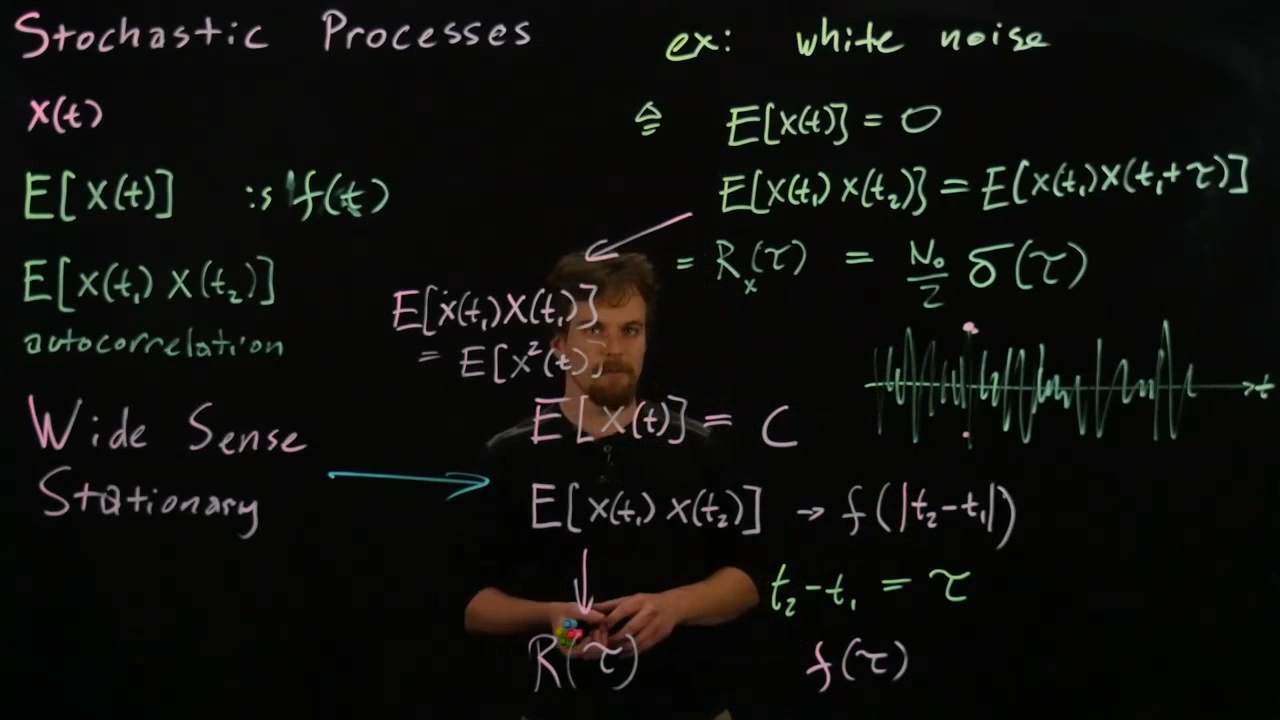 Stochastic Processes
X(t)
E[X(t)] is f(t)
E[X(t₁) X(t₂)]
autocorrelation
Wide Sense
Stationary
E[X(t₁)X(t₁)]
= E[X²(t)]
E[X(t)] = C
E[X(t₁) X(t₂)] → f(|t₂-t₁|)
t₂-t₁ = τ
R(τ) f(τ)
ex: white noise
E[X(t)] = 0
E[X(t₁) X(t₂)] = E[X(t₁)X(t₁+τ)]
= Rₓ(τ) = N₀/2 δ(τ)
t